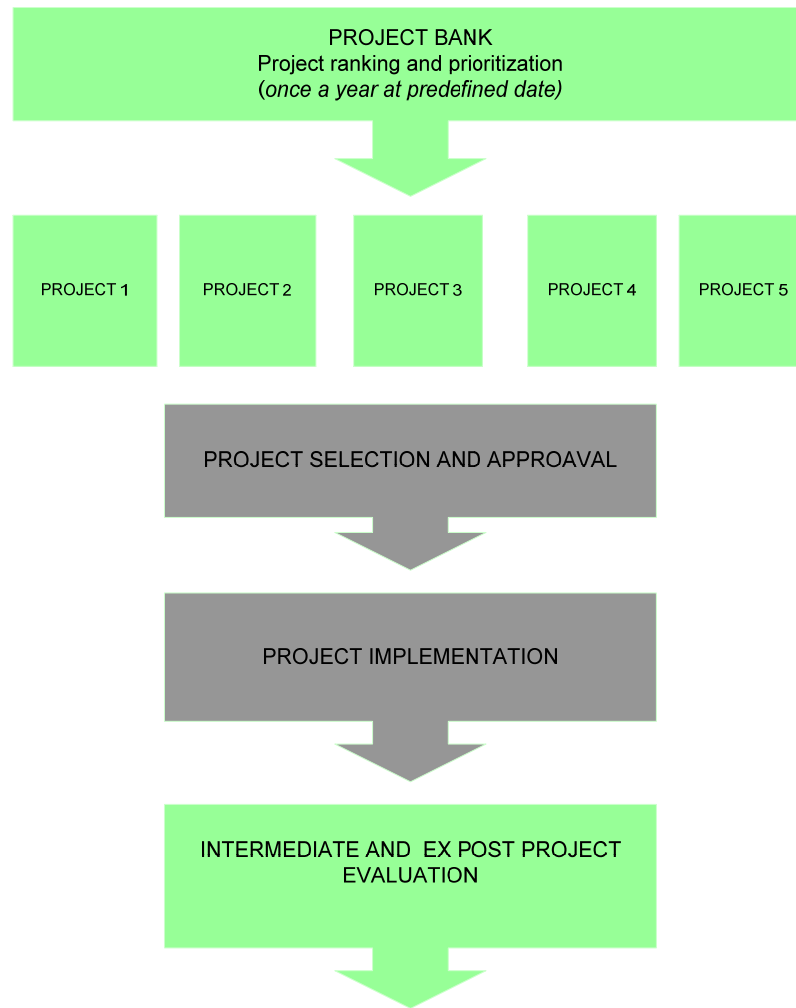 PROJECT BANK
Project ranking and prioritization
(once a year at predefined date)
PROJECT 1
PROJECT 2
PROJECT 3
PROJECT 4
PROJECT 5
PROJECT SELECTION AND APPROAVAL
PROJECT IMPLEMENTATION
INTERMEDIATE AND EX POST PROJECT
EVALUATION